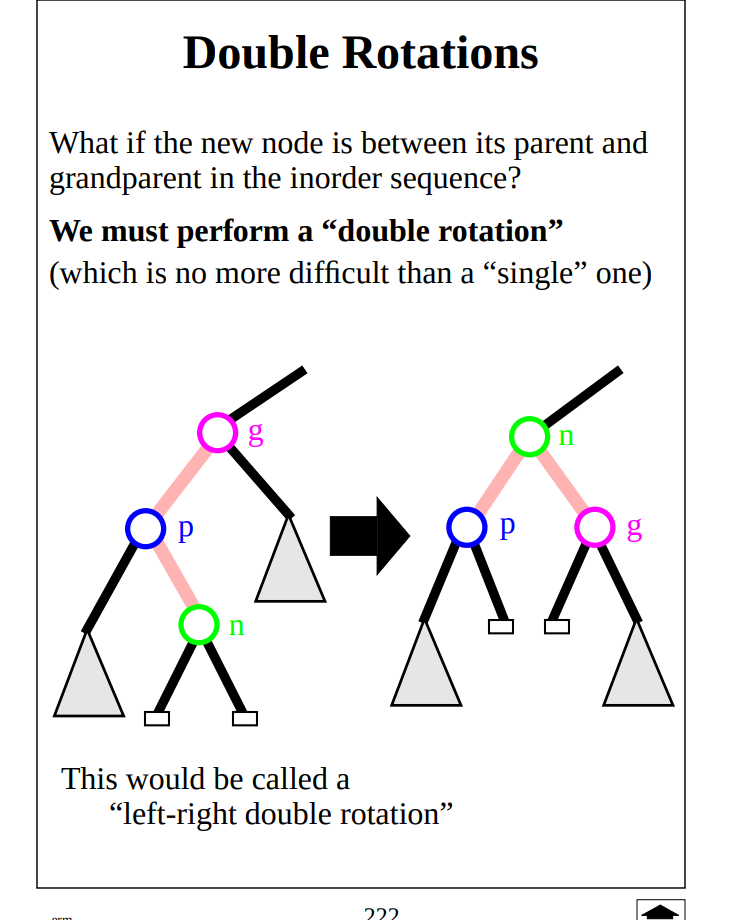 Double Rotations
What if the new node is between its parent and
grandparent in the inorder sequence?
We must perform a “double rotation”
(which is no more difficult than a “single” one)
g
n
p
p
g
n
This would be called a
“left-right double rotation”
erm
222